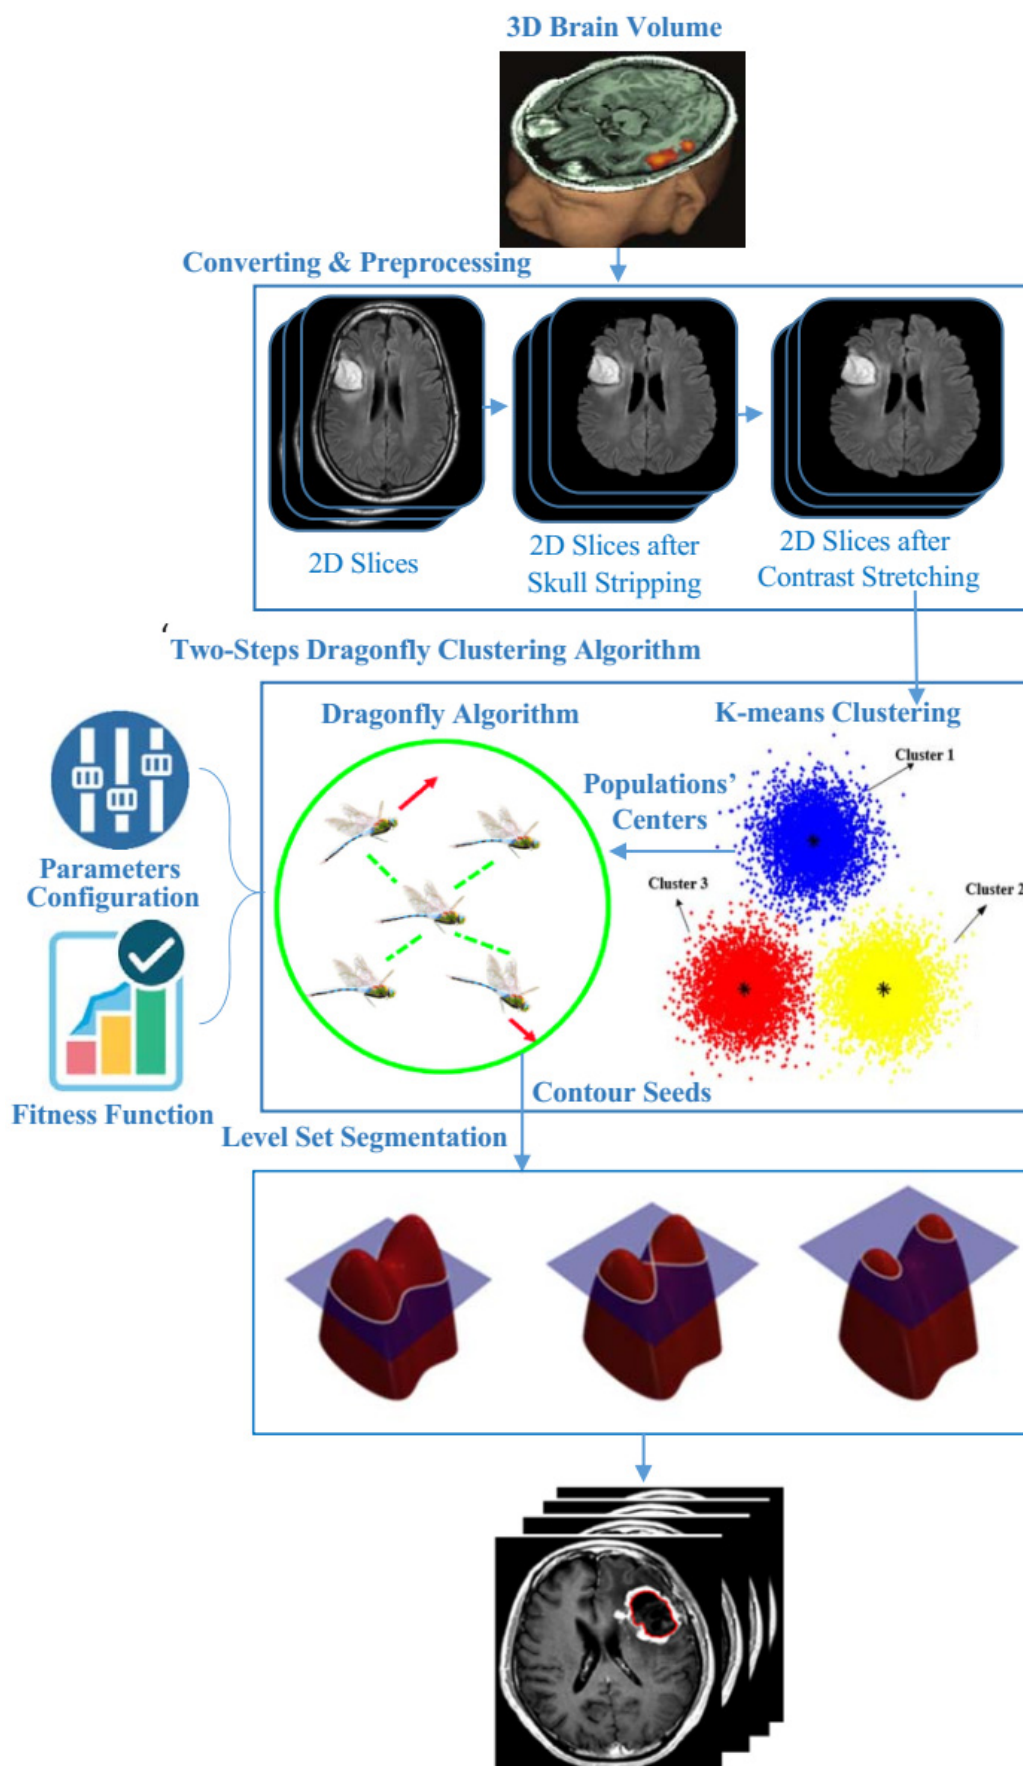 3D Brain Volume
Converting & Preprocessing
2D Slices
2D Slices after
Skull Stripping
2D Slices after
Contrast Stretching
‘
Two-Steps Dragonfly Clustering Algorithm
Dragonfly Algorithm
K-means Clustering
Cluster 1
Populations’
Centers
Parameters
Configuration
Cluster 3
Cluster 2
Fitness Function
Contour Seeds
Level Set Segmentation